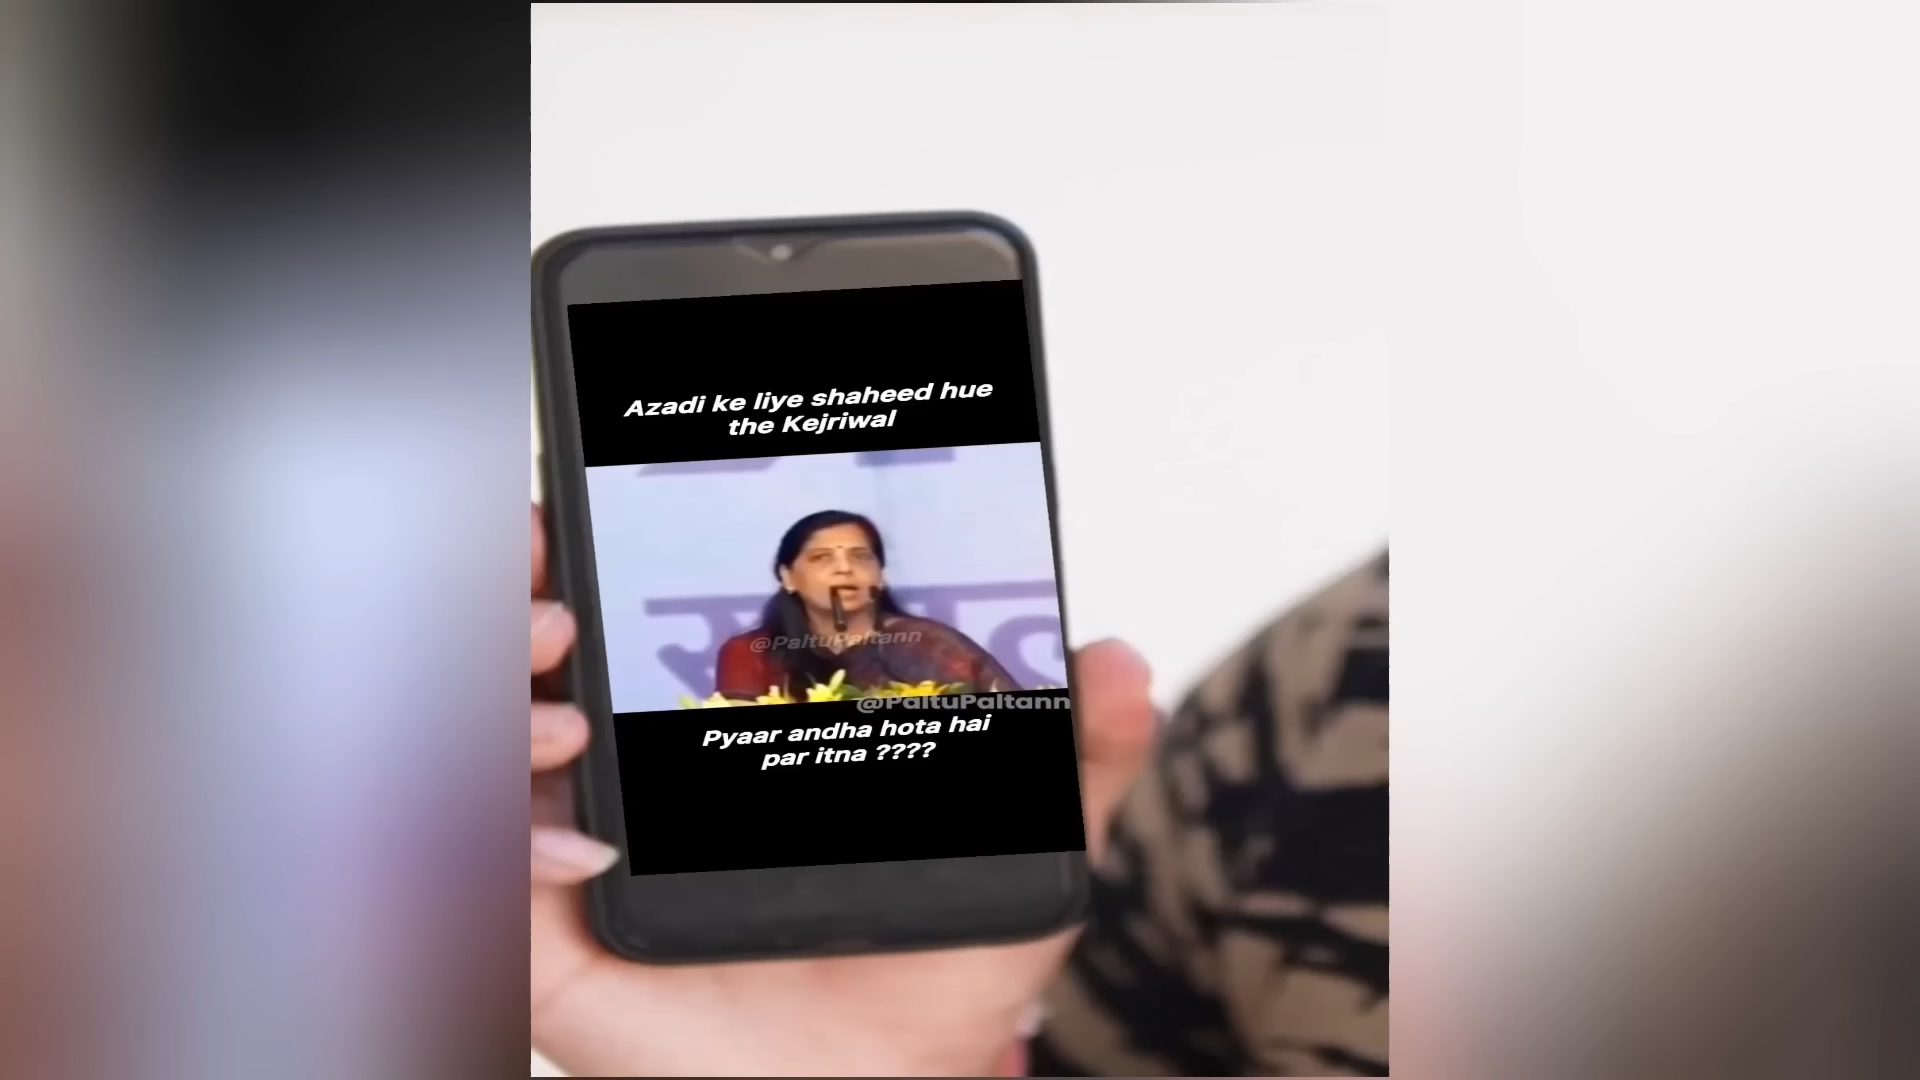 Azadi ke liye shaheed hue
the Kejriwal
@PaltuPaltann
@PaltuPaltann
Pyaar andha hota hai
par itna ????